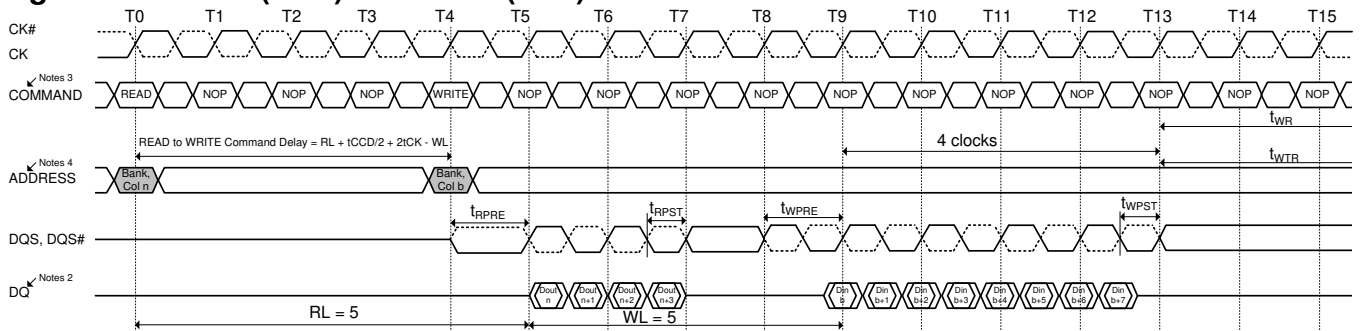 T0 T1 T2 T3 T4 T5 T6 T7 T8 T9 T10 T11 T12 T13 T14 T15
CK#
CK
Notes 3
COMMAND READ NOP NOP NOP WRITE NOP NOP NOP NOP NOP NOP NOP NOP NOP NOP NOP
tWR
READ to WRITE Command Delay = RL + tCCD/2 + 2tCK - WL
4 clocks
tWTR
Notes 4
ADDRESS
Bank, Col n
Bank, Col b
tRPRE tRPST tWPRE tWPST
DQS, DQS#
Notes 2
DQ
Dout n
Dout n+1
Dout n+2
Dout n+3
Din b
Din b+1
Din b+2
Din b+3
Din b+4
Din b+5
Din b+6
Din b+7
RL = 5
WL = 5